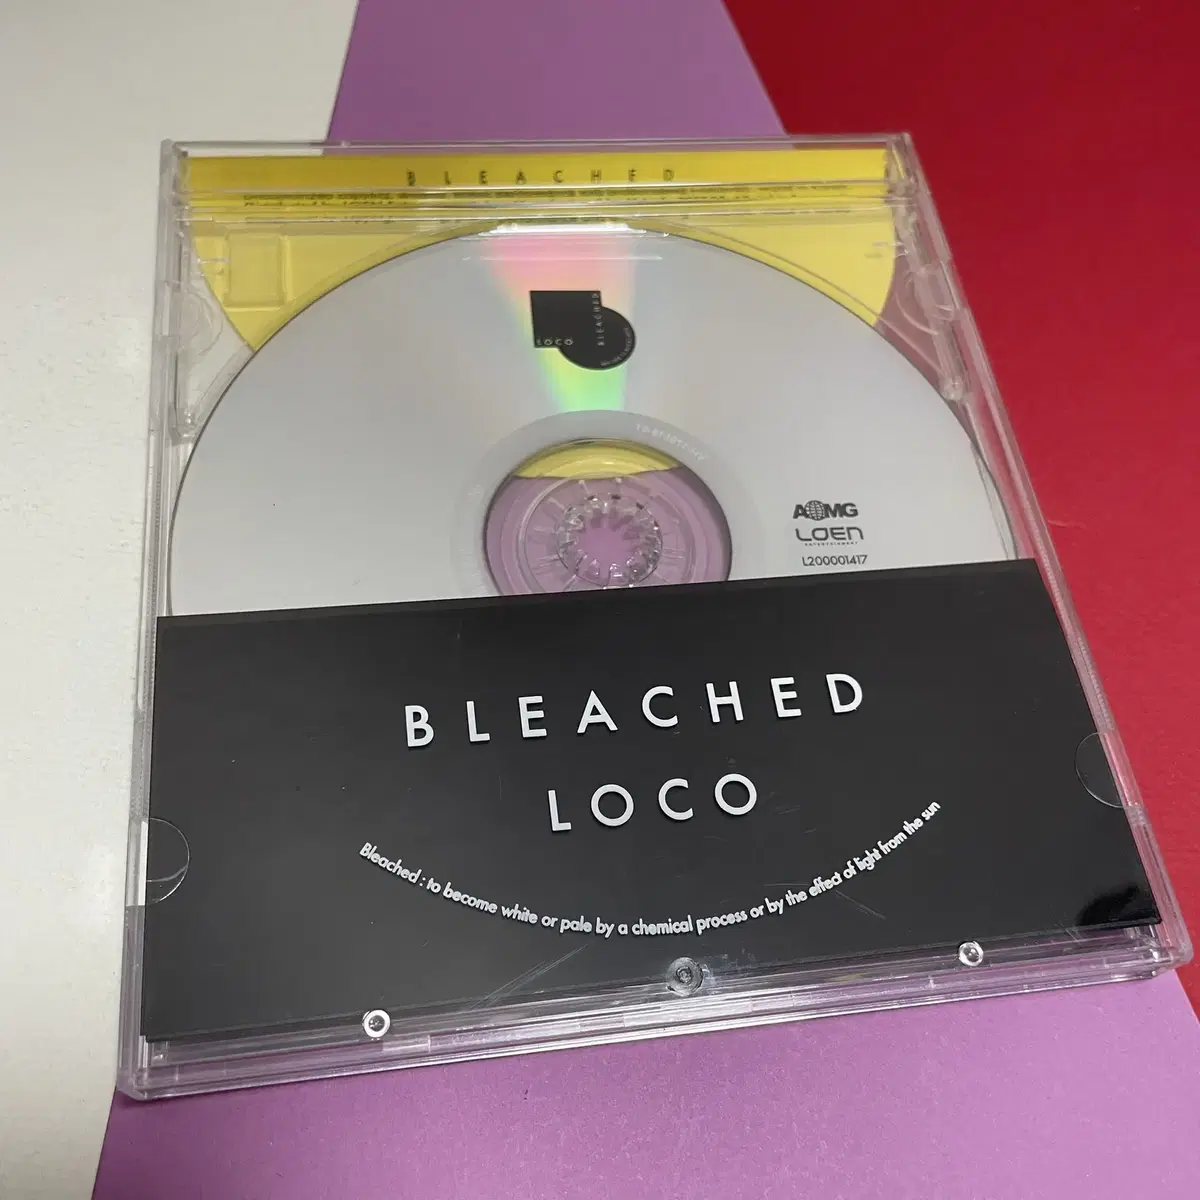 BLEACHED
LOCO
BLEACHED
AOMG
LOEN
ENTERTAINMENT
L200001417
BLEACHED
LOCO
Bleached : to become white or pale by a chemical process or by the effect of light from the sun